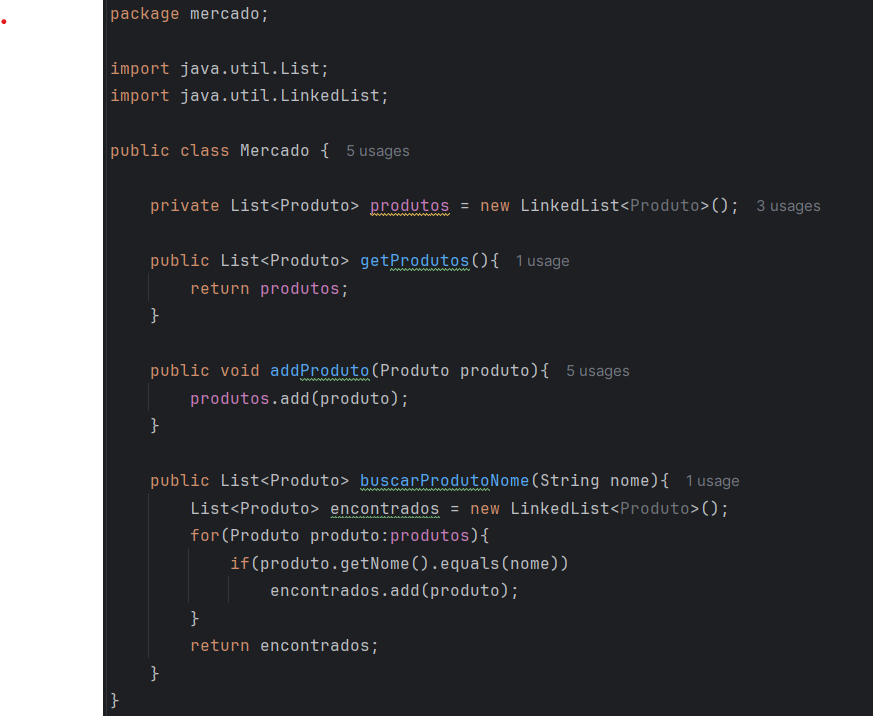 package mercado;
import java.util.List;
import java.util.LinkedList;
public class Mercado {  5 usages
    private List<Produto> produtos = new LinkedList<Produto>();  3 usages
    public List<Produto> getProdutos(){  1 usage
        return produtos;
    }
    public void addProduto(Produto produto){  5 usages
        produtos.add(produto);
    }
    public List<Produto> buscarProdutoNome(String nome){  1 usage
        List<Produto> encontrados = new LinkedList<Produto>();
        for(Produto produto:produtos){
            if(produto.getNome().equals(nome))
                encontrados.add(produto);
        }
        return encontrados;
    }
}